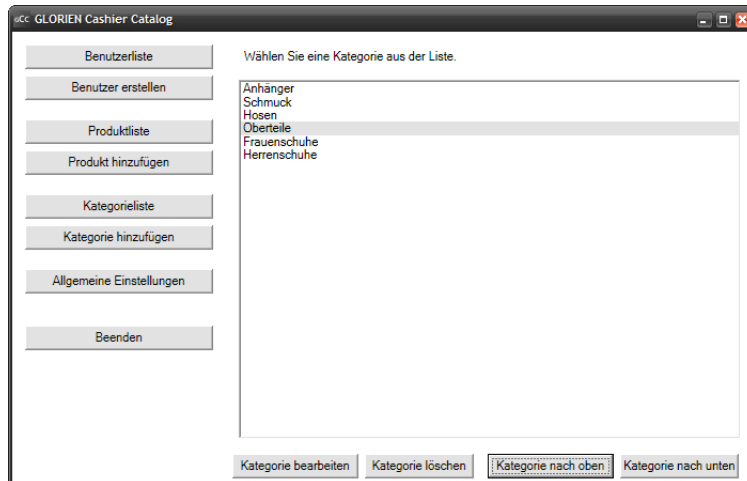 GCC GLORIEN Cashier Catalog
Benutzerliste
Benutzer erstellen
Produktliste
Produkt hinzufügen
Kategorieliste
Kategorie hinzufügen
Allgemeine Einstellungen
Beenden
Wählen Sie eine Kategorie aus der Liste.
Anhänger
Schmuck
Hosen
Oberteile
Frauenschuhe
Herrenschuhe
Kategorie bearbeiten Kategorie löschen Kategorie nach oben Kategorie nach unten